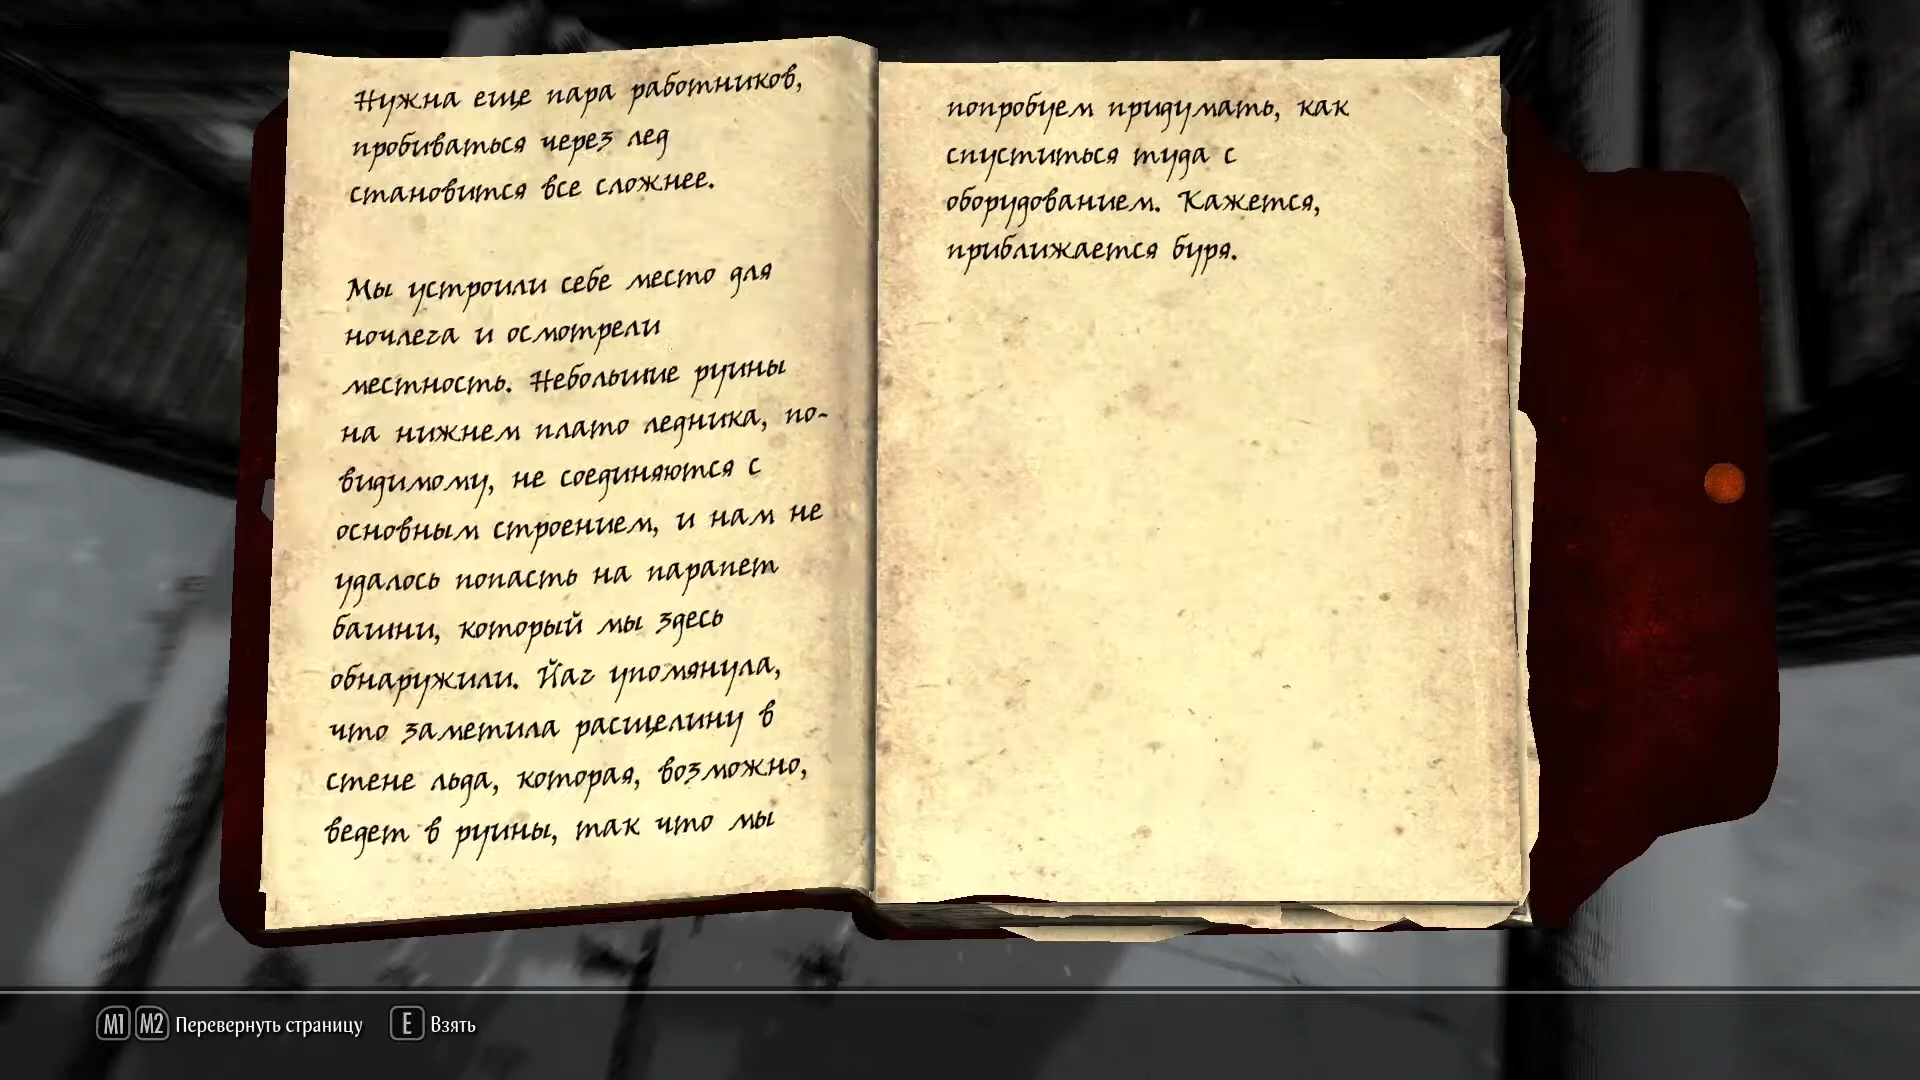 Нужна еще пара работников,
пробиваться через лед
становится все сложнее.
Мы устроили себе место для
ночлега и осмотрели
местность. Небольшие руины
на нижнем плато ледника, по-
видимому, не соединяются с
основным строением, и нам не
удалось попасть на парапет
башни, который мы здесь
обнаружили. Йаг упомянула,
что заметила расщелину в
стене льда, которая, возможно,
ведет в руины, так что мы
попробуем придумать, как
спуститься туда с
оборудованием. Кажется,
приближается буря.
M1 M2 Перевернуть страницу E Взять